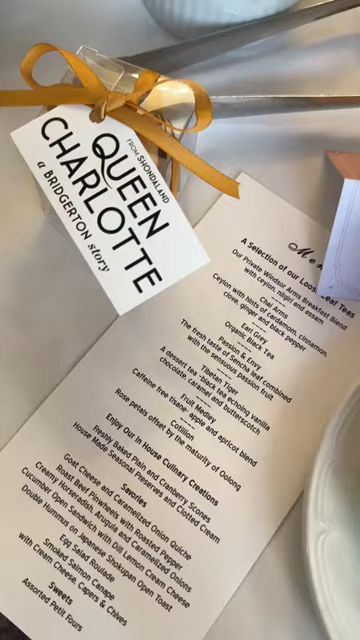 FROM SHONDALAND
QUEEN
CHARLOTTE
a BRIDGERTON story
A Selection of our Loose Leaf Teas
Our Private Windsor Arms Breakfast Blend
with ceylon, nilgiri and assam
Chai Arms
Ceylon with hints of cardamom, cinnamon,
clove, ginger and black pepper
Earl Grey
Organic Black Tea
Passion & Envy
The fresh taste of Sencha leaf combined
with the sensuous passion fruit
Tibetan Tiger
A dessert tea -black tea echoing vanilla
chocolate, caramel and butterscotch
Fruit Medley
Caffeine free tisane- apple and apricot blend
Cotillion
Rose petals offset by the maturity of Oolong
Enjoy Our In House Culinary Creations
Freshly Baked Plain and Cranberry Scones
House Made Seasonal Preserves and Clotted Cream
Savories
Goat Cheese and Caramelized Onion Quiche
Roast Beef Pinwheels with Roasted Pepper
Creamy Horseradish, Arugula and Caramelized Onions
Cucumber Open Sandwich with Dill Lemon Cream Cheese
Double Hummus on Japanese Shokupan Open Toast
Egg Salad Roulade
Smoked Salmon Canape
with Cream Cheese, Capers & Chives
Sweets
Assorted Petit Fours